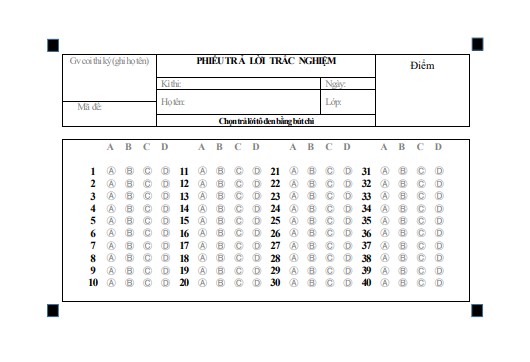 Gv coi thi ký (ghi họ tên)
PHIẾU TRẢ LỜI TRẮC NGHIỆM
Điểm
Kì thi:
Ngày:
Mã đề:
Họ tên:
Lớp:
Chọn trả lời tô đen bằng bút chì
A B C D A B C D A B C D A B C D
1 A B C D 11 A B C D 21 A B C D 31 A B C D
2 A B C D 12 A B C D 22 A B C D 32 A B C D
3 A B C D 13 A B C D 23 A B C D 33 A B C D
4 A B C D 14 A B C D 24 A B C D 34 A B C D
5 A B C D 15 A B C D 25 A B C D 35 A B C D
6 A B C D 16 A B C D 26 A B C D 36 A B C D
7 A B C D 17 A B C D 27 A B C D 37 A B C D
8 A B C D 18 A B C D 28 A B C D 38 A B C D
9 A B C D 19 A B C D 29 A B C D 39 A B C D
10 A B C D 20 A B C D 30 A B C D 40 A B C D